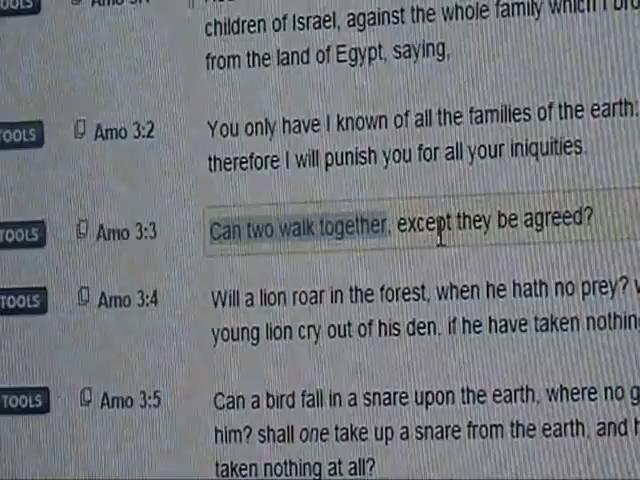 OOLS
children of Israel, against the whole family which I
from the land of Egypt, saying,
TOOLS Amo 3:2 You only have I known of all the families of the earth:
therefore I will punish you for all your iniquities.
TOOLS Amo 3:3 Can two walk together, except they be agreed?
TOOLS Amo 3:4 Will a lion roar in the forest, when he hath no prey?
young lion cry out of his den, if he have taken nothin
TOOLS Amo 3:5 Can a bird fall in a snare upon the earth, where no g
him? shall one take up a snare from the earth, and h
taken nothing at all?